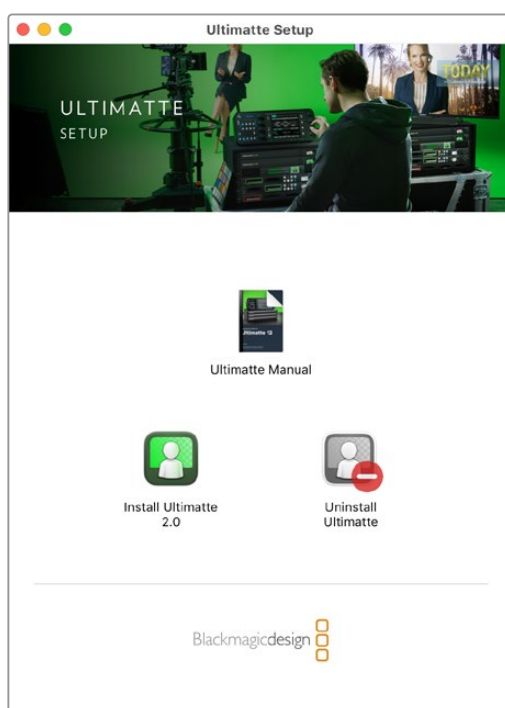 Ultimatte Setup
ULTIMATTE
SETUP
TODAY
Ultimatte 12
Ultimatte Manual
Install Ultimatte
2.0
Uninstall
Ultimatte
Blackmagicdesign